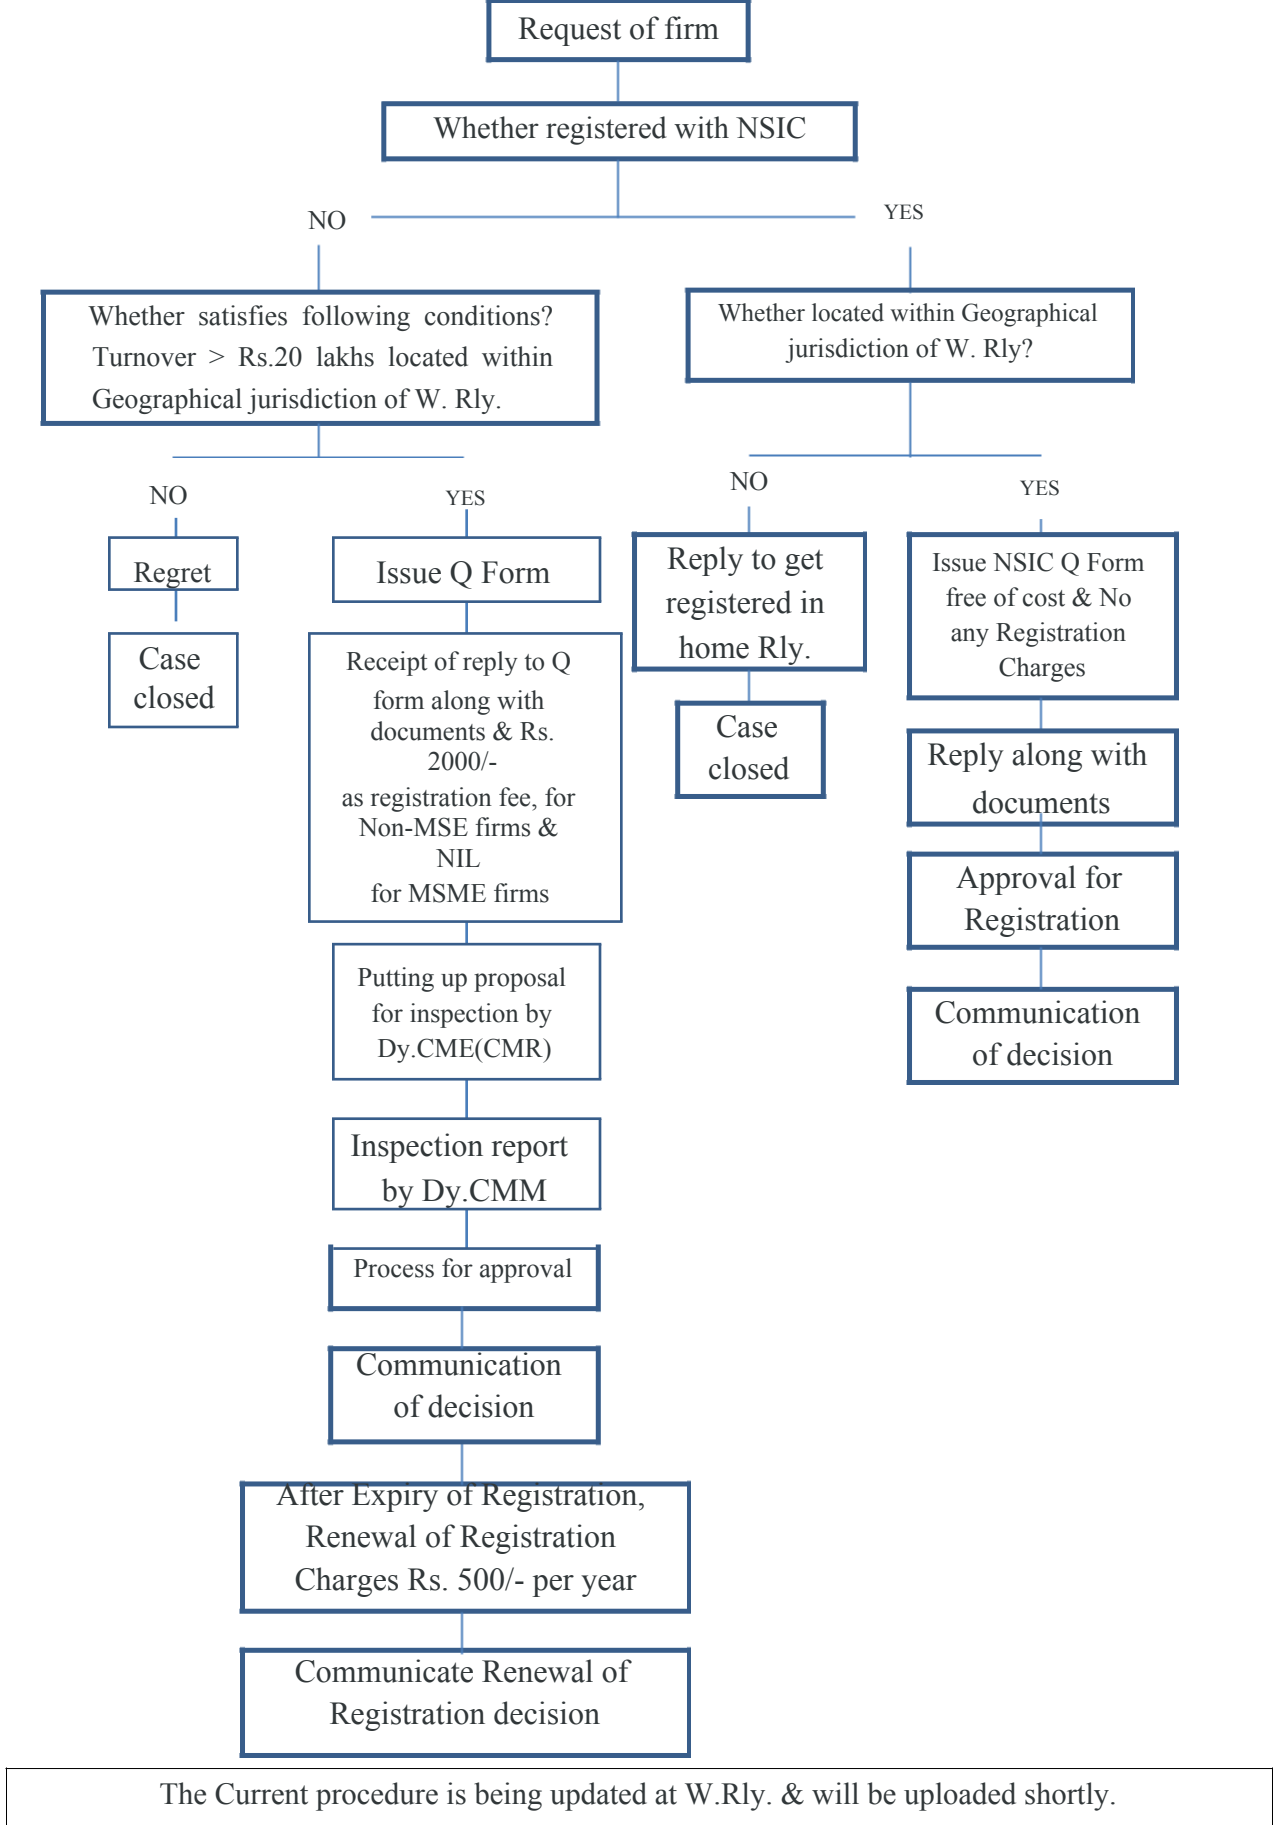 Request of firm
Whether registered with NSIC
NO
YES
Whether satisfies following conditions?
Turnover > Rs.20 lakhs located within
Geographical jurisdiction of W. Rly.
Whether located within Geographical
jurisdiction of W. Rly?
NO
YES
NO
YES
Regret
Case
closed
Issue Q Form
Receipt of reply to Q
form along with
documents & Rs.
2000/-
as registration fee, for
Non-MSE firms &
NIL
for MSME firms
Putting up proposal
for inspection by
Dy.CME(CMR)
Inspection report
by Dy.CMM
Process for approval
Communication
of decision
After Expiry of Registration,
Renewal of Registration
Charges Rs. 500/- per year
Communicate Renewal of
Registration decision
Reply to get
registered in
home Rly.
Case
closed
Issue NSIC Q Form
free of cost & No
any Registration
Charges
Reply along with
documents
Approval for
Registration
Communication
of decision
The Current procedure is being updated at W.Rly. & will be uploaded shortly.